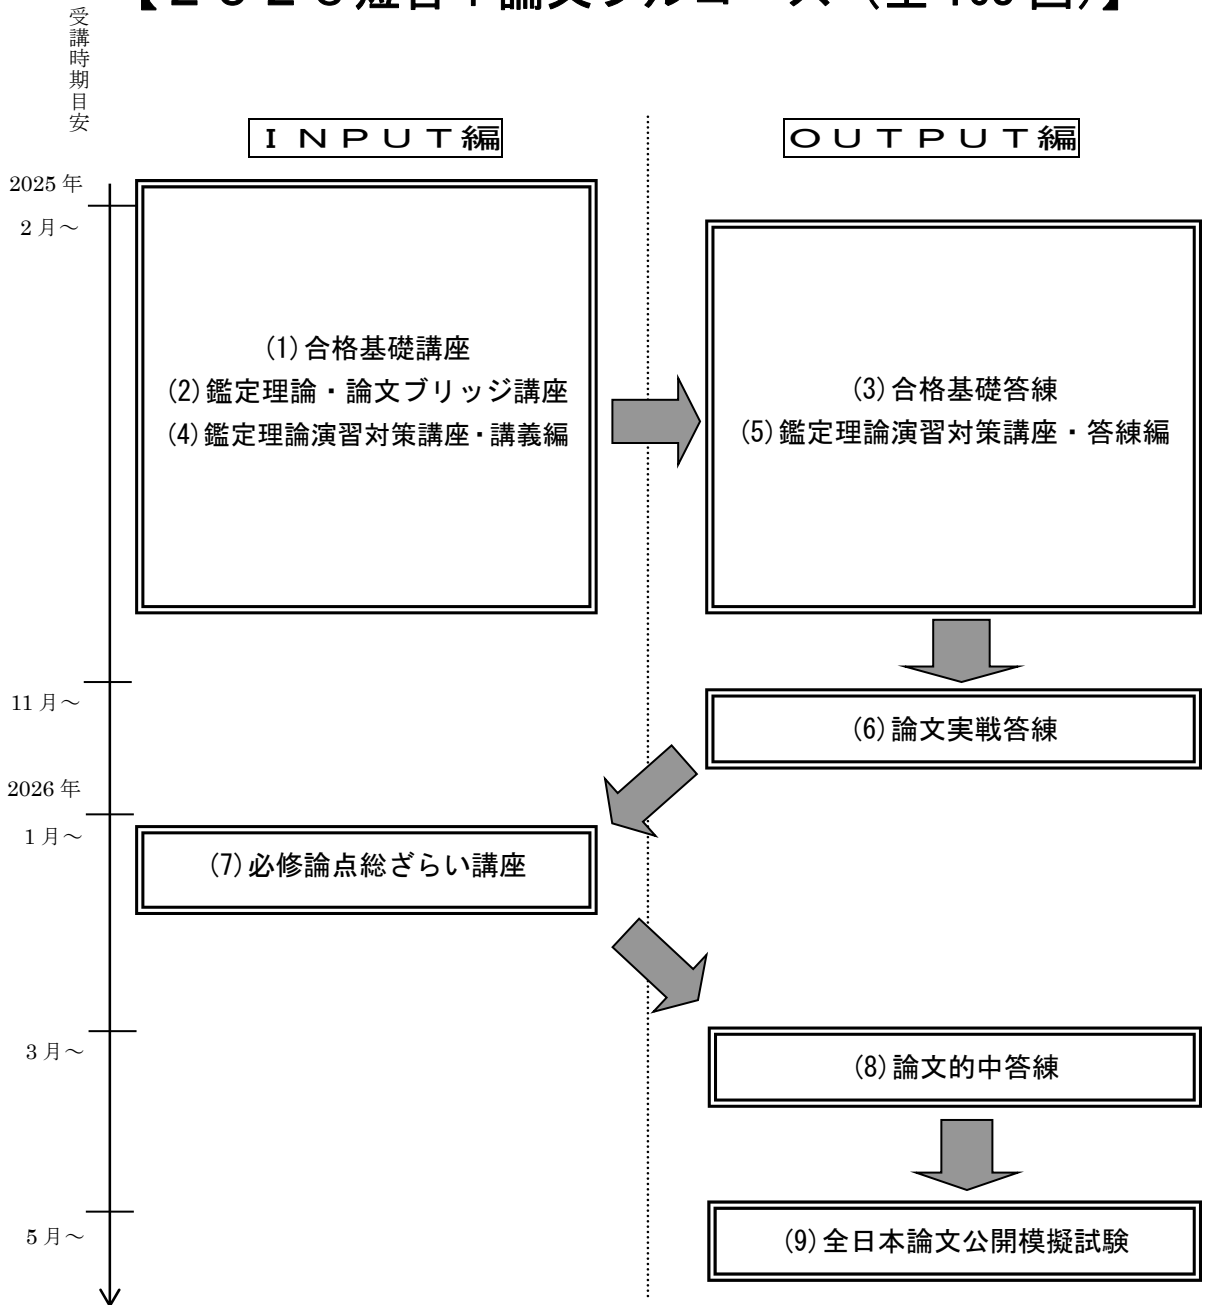 受講時期目安
INPUT編
OUTPUT編
2025年
2月～
(1)合格基礎講座
(2)鑑定理論・論文ブリッジ講座
(4)鑑定理論演習対策講座・講義編
(3)合格基礎答練
(5)鑑定理論演習対策講座・答練編
11月～
(6)論文実戦答練
2026年
1月～
(7)必修論点総ざらい講座
3月～
(8)論文的中答練
5月～
(9)全日本論文公開模擬試験